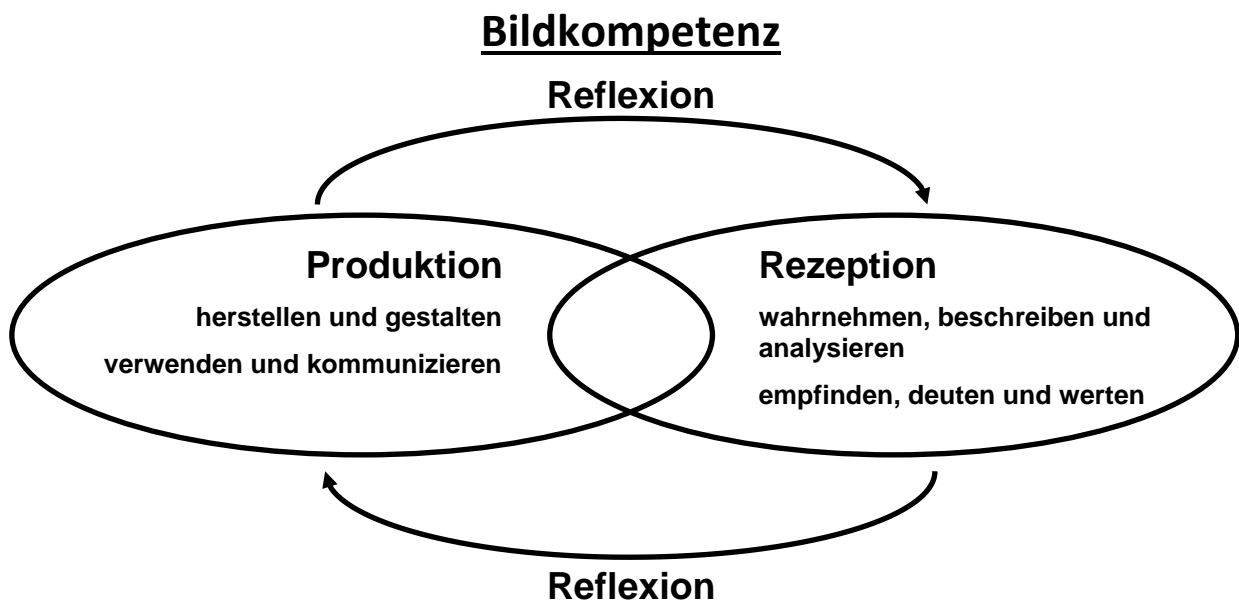 Bildkompetenz
Reflexion
Produktion
herstellen und gestalten
verwenden und kommunizieren
Rezeption
wahrnehmen, beschreiben und
analysieren
empfinden, deuten und werten
Reflexion